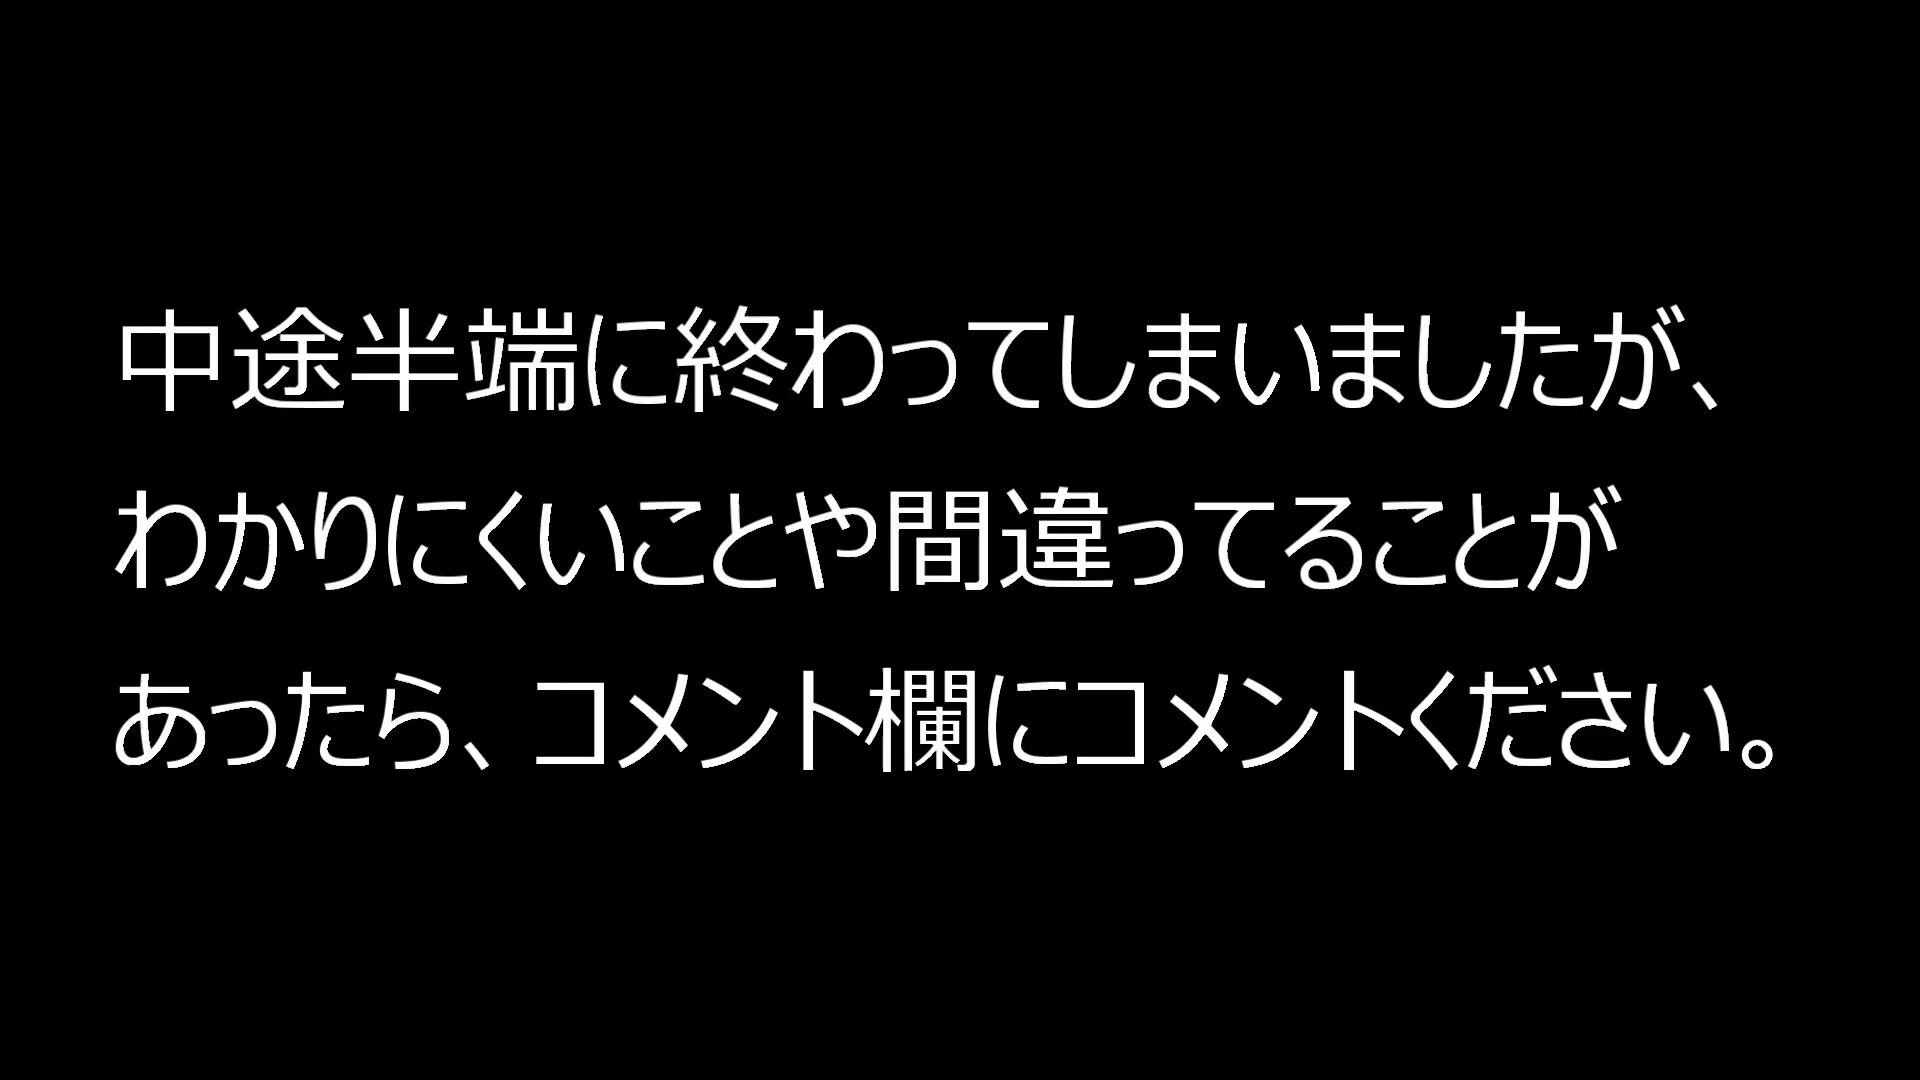 中途半端に終わってしまいましたが、
わかりにくいことや間違ってることが
あったら、コメント欄にコメントください。